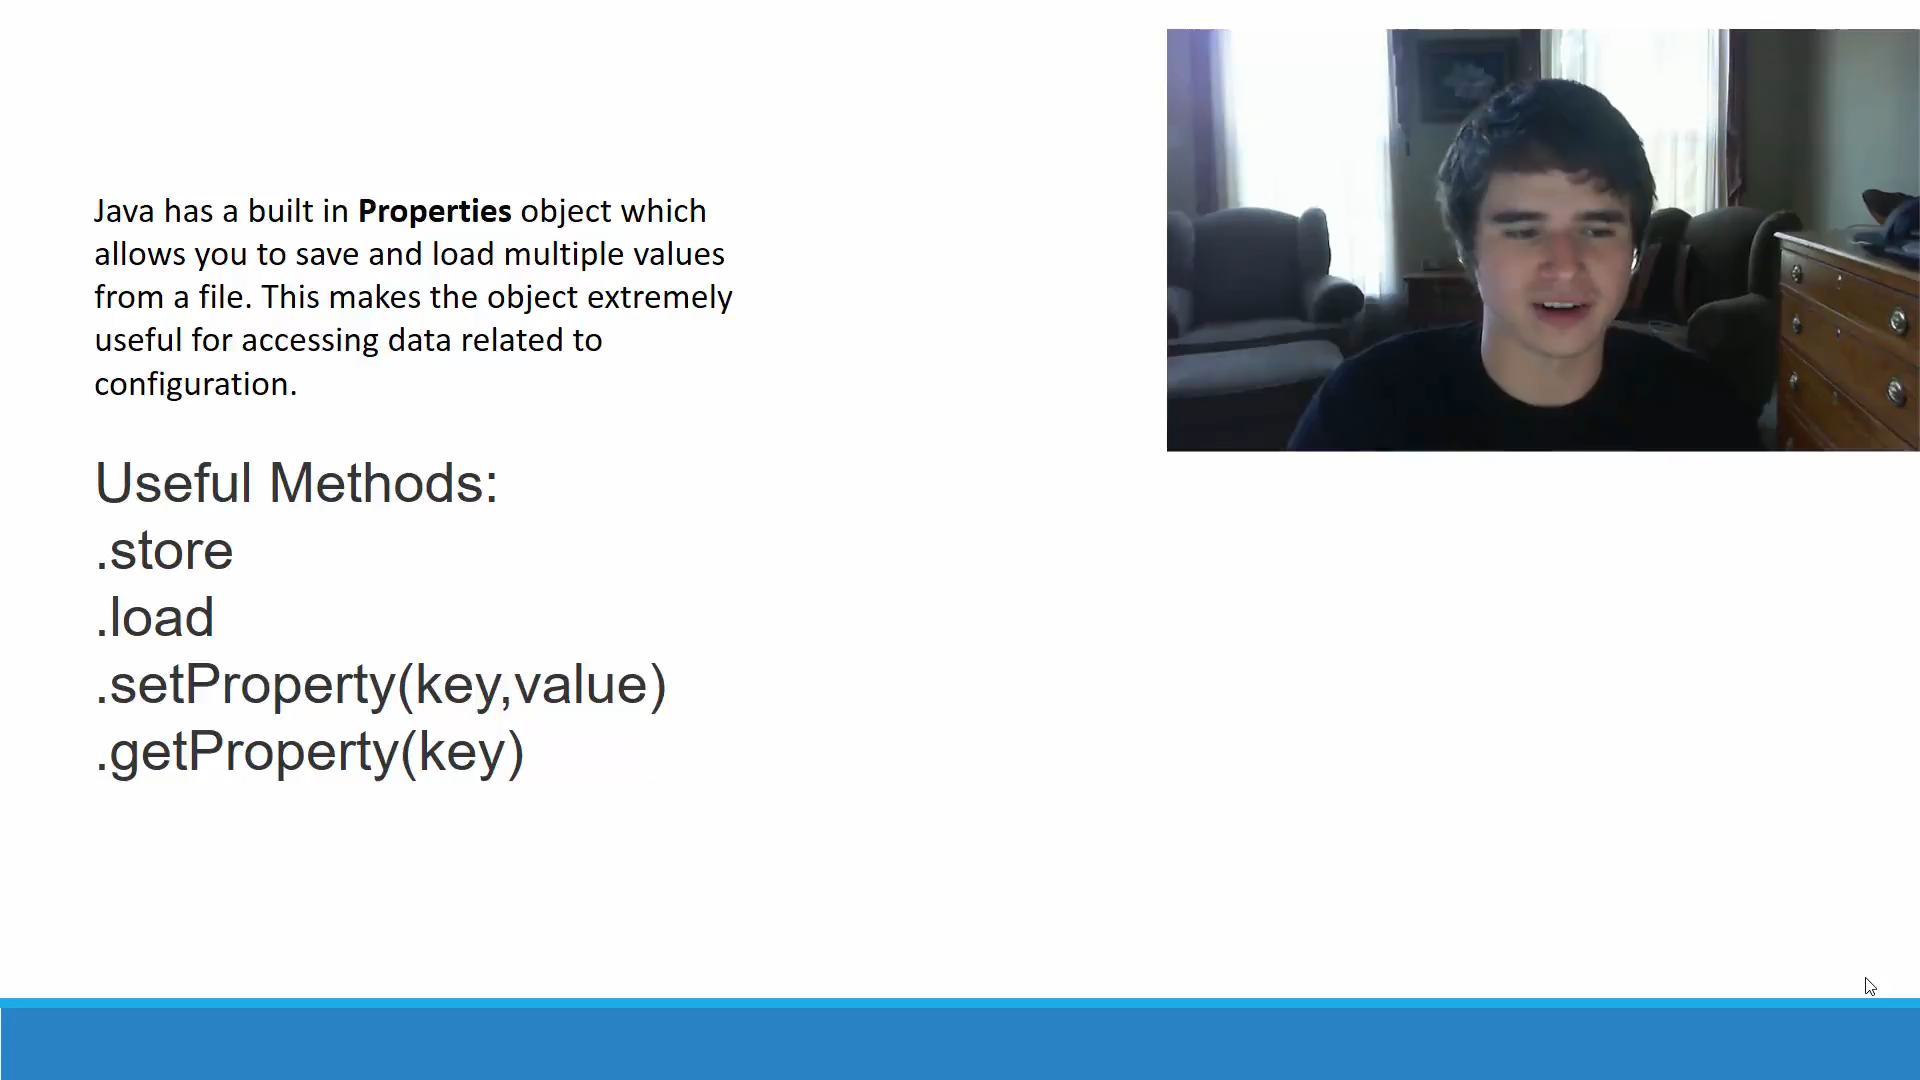 Java has a built in Properties object which
allows you to save and load multiple values
from a file. This makes the object extremely
useful for accessing data related to
configuration.
Useful Methods:
.store
.load
.setProperty(key,value)
.getProperty(key)